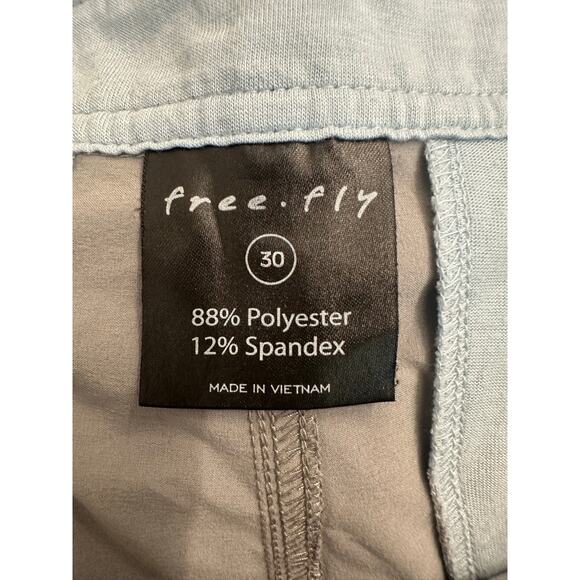 free.fly
30
88% Polyester
12% Spandex
MADE IN VIETNAM